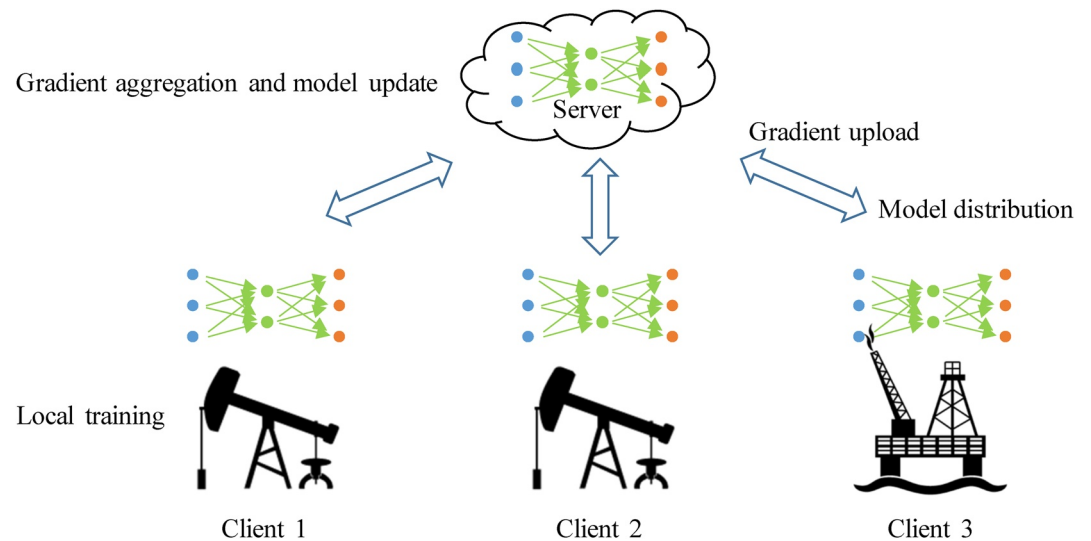 Gradient aggregation and model update
Server
Gradient upload
Model distribution
Local training
Client 1
Client 2
Client 3